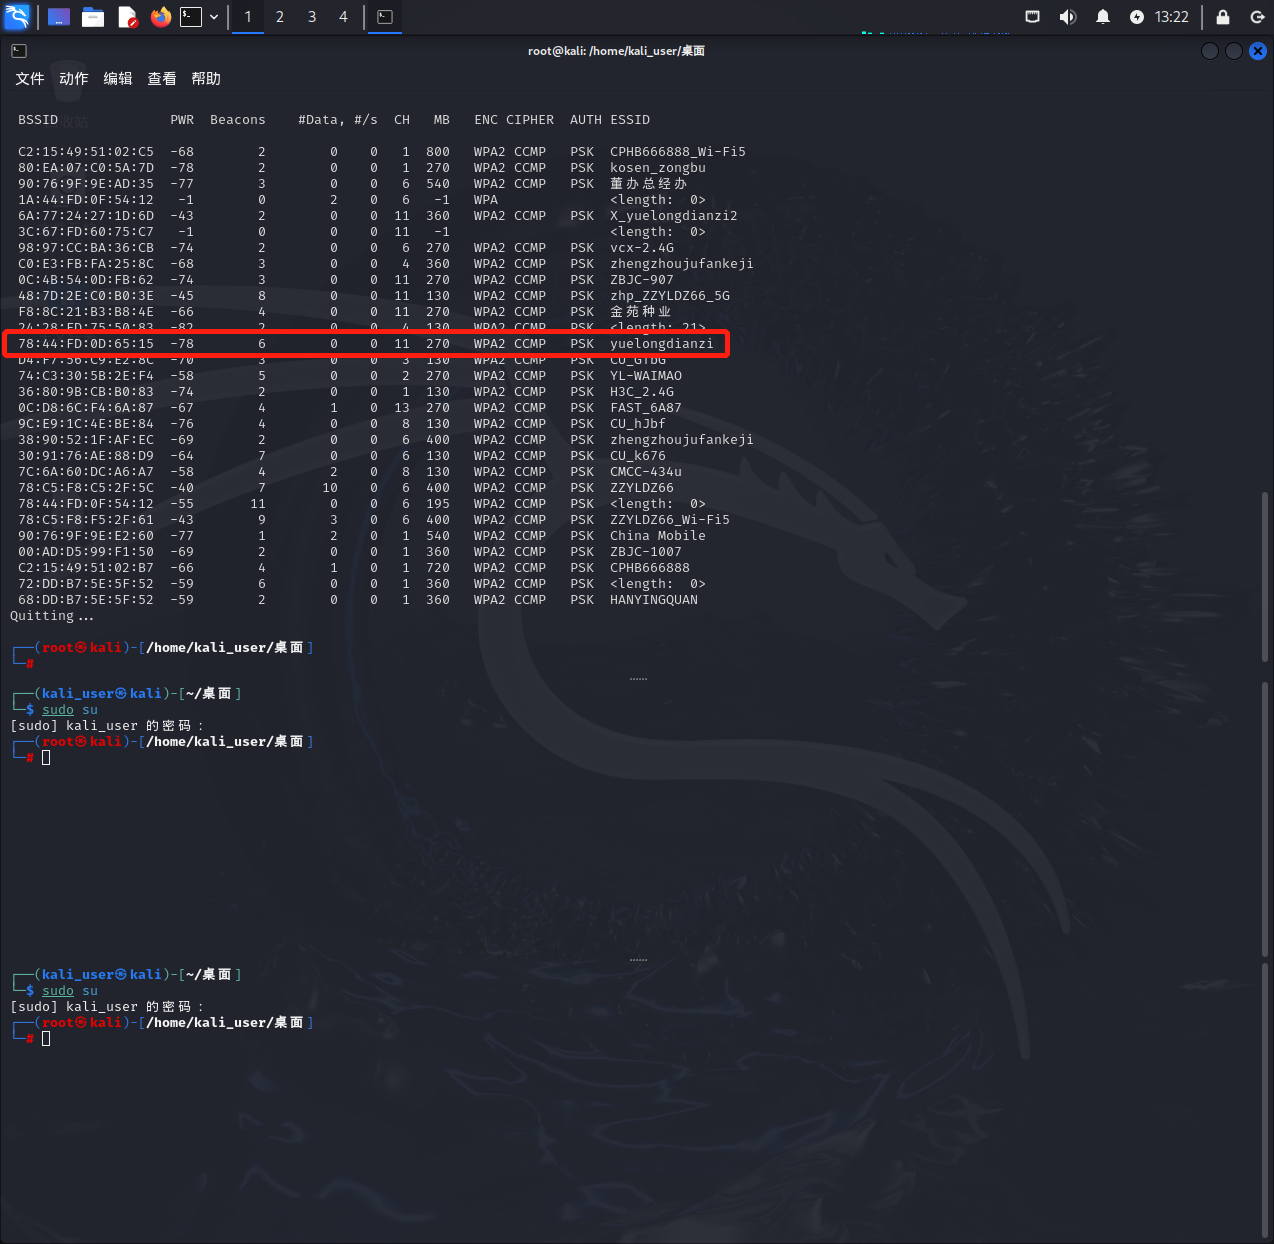 1 2 3 4 13:22
root@kali: /home/kali_user/桌面
文件 动作 编辑 查看 帮助
BSSID PWR Beacons #Data, #/s CH MB ENC CIPHER AUTH ESSID
C2:15:49:51:02:C5 -68 2 0 0 1 800 WPA2 CCMP PSK CPHB666888_Wi-Fi5
80:EA:07:C0:5A:7D -78 2 0 0 1 270 WPA2 CCMP PSK kosen_zongbu
90:76:9F:9E:AD:35 -77 3 0 0 6 540 WPA2 CCMP PSK 董办总经办
1A:44:FD:0F:54:12 -1 0 2 0 6 -1 WPA <length: 0>
6A:77:24:27:1D:6D -43 2 0 0 11 360 WPA2 CCMP PSK X_yuelongdianzi2
3C:67:FD:60:75:C7 -1 0 0 0 11 -1 <length: 0>
98:97:CC:BA:36:CB -74 2 0 0 6 270 WPA2 CCMP PSK vcx-2.4G
C0:E3:FB:FA:25:8C -68 3 0 0 4 360 WPA2 CCMP PSK zhengzhoujufankeji
0C:4B:54:0D:FB:62 -74 3 0 0 11 270 WPA2 CCMP PSK ZBJC-907
48:7D:2E:C0:B0:3E -45 8 0 0 11 130 WPA2 CCMP PSK zhp_ZZYLDZ66_5G
F8:8C:21:B3:B8:4E -66 4 0 0 11 270 WPA2 CCMP PSK 金苑种业
24:28:FD:75:50:83 -82 2 0 0 4 130 WPA2 CCMP PSK <length: 21>
78:44:FD:0D:65:15 -78 6 0 0 11 270 WPA2 CCMP PSK yuelongdianzi
D4:F7:56:C9:E2:8C -70 3 0 0 3 130 WPA2 CCMP PSK CU_GTbG
74:C3:30:5B:2E:F4 -58 5 0 0 2 270 WPA2 CCMP PSK YL-WAIMAO
36:80:9B:CB:B0:83 -74 2 0 0 1 130 WPA2 CCMP PSK H3C_2.4G
0C:D8:6C:F4:6A:87 -67 4 1 0 13 270 WPA2 CCMP PSK FAST_6A87
9C:E9:1C:4E:BE:84 -76 4 0 0 8 130 WPA2 CCMP PSK CU_hJbf
38:90:52:1F:AF:EC -69 2 0 0 6 400 WPA2 CCMP PSK zhengzhoujufankeji
30:91:76:AE:88:D9 -64 7 0 0 6 130 WPA2 CCMP PSK CU_k676
7C:6A:60:DC:A6:A7 -58 4 2 0 8 130 WPA2 CCMP PSK CMCC-434u
78:C5:F8:C5:2F:5C -40 7 10 0 6 400 WPA2 CCMP PSK ZZYLDZ66
78:44:FD:0F:54:12 -55 11 0 0 6 195 WPA2 CCMP PSK <length: 0>
78:C5:F8:F5:2F:61 -43 9 3 0 6 400 WPA2 CCMP PSK ZZYLDZ66_Wi-Fi5
90:76:9F:9E:E2:60 -77 1 2 0 1 540 WPA2 CCMP PSK China Mobile
00:AD:D5:99:F1:50 -69 2 0 0 1 360 WPA2 CCMP PSK ZBJC-1007
C2:15:49:51:02:B7 -66 4 1 0 1 720 WPA2 CCMP PSK CPHB666888
72:DD:B7:5E:5F:52 -59 6 0 0 1 360 WPA2 CCMP PSK <length: 0>
68:DD:B7:5E:5F:52 -59 2 0 0 1 360 WPA2 CCMP PSK HANYINGQUAN
Quitting...
┌──(root㉿kali)-[/home/kali_user/桌面]
└─#
┌──(kali_user㉿kali)-[~/桌面]
└─$ sudo su
[sudo] kali_user 的密码：
┌──(root㉿kali)-[/home/kali_user/桌面]
└─#
┌──(kali_user㉿kali)-[~/桌面]
└─$ sudo su
[sudo] kali_user 的密码：
┌──(root㉿kali)-[/home/kali_user/桌面]
└─#